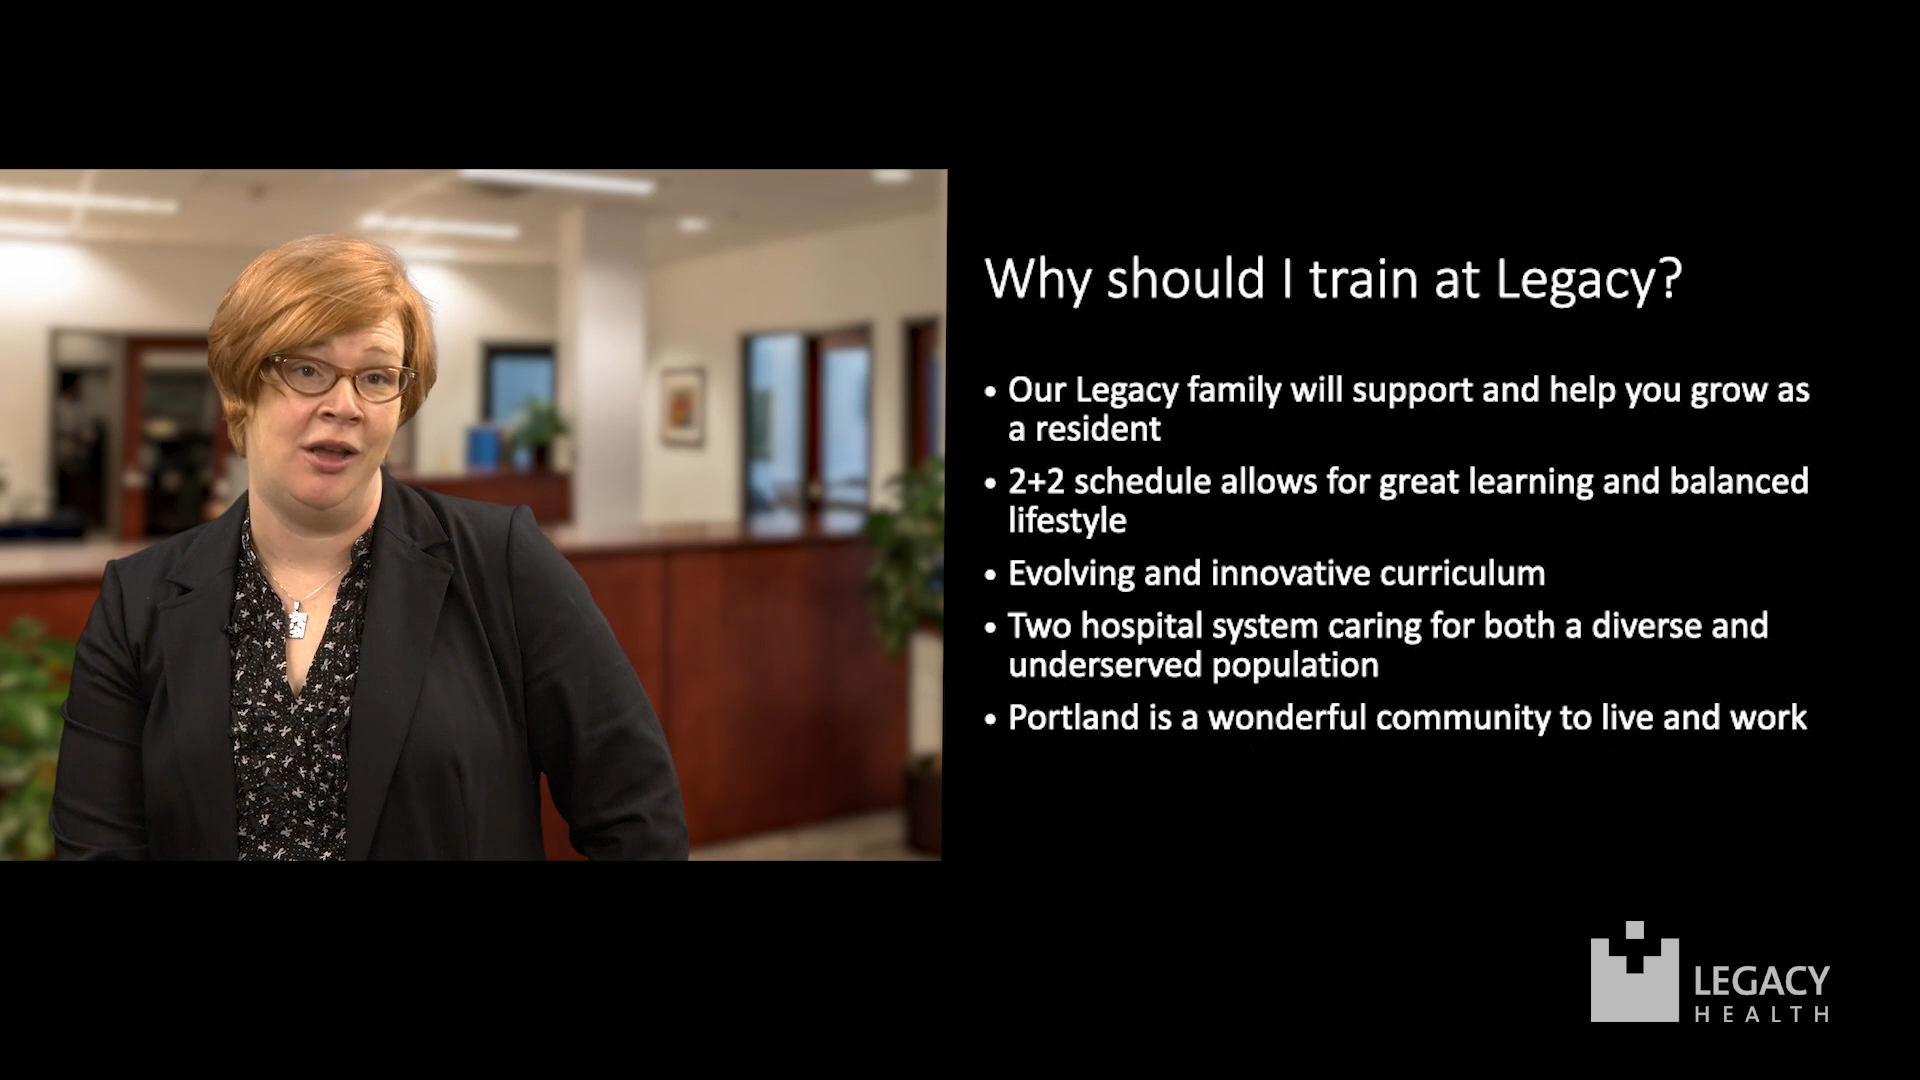 Why should I train at Legacy?
• Our Legacy family will support and help you grow as
a resident
• 2+2 schedule allows for great learning and balanced
lifestyle
• Evolving and innovative curriculum
• Two hospital system caring for both a diverse and
underserved population
• Portland is a wonderful community to live and work
LEGACY
HEALTH